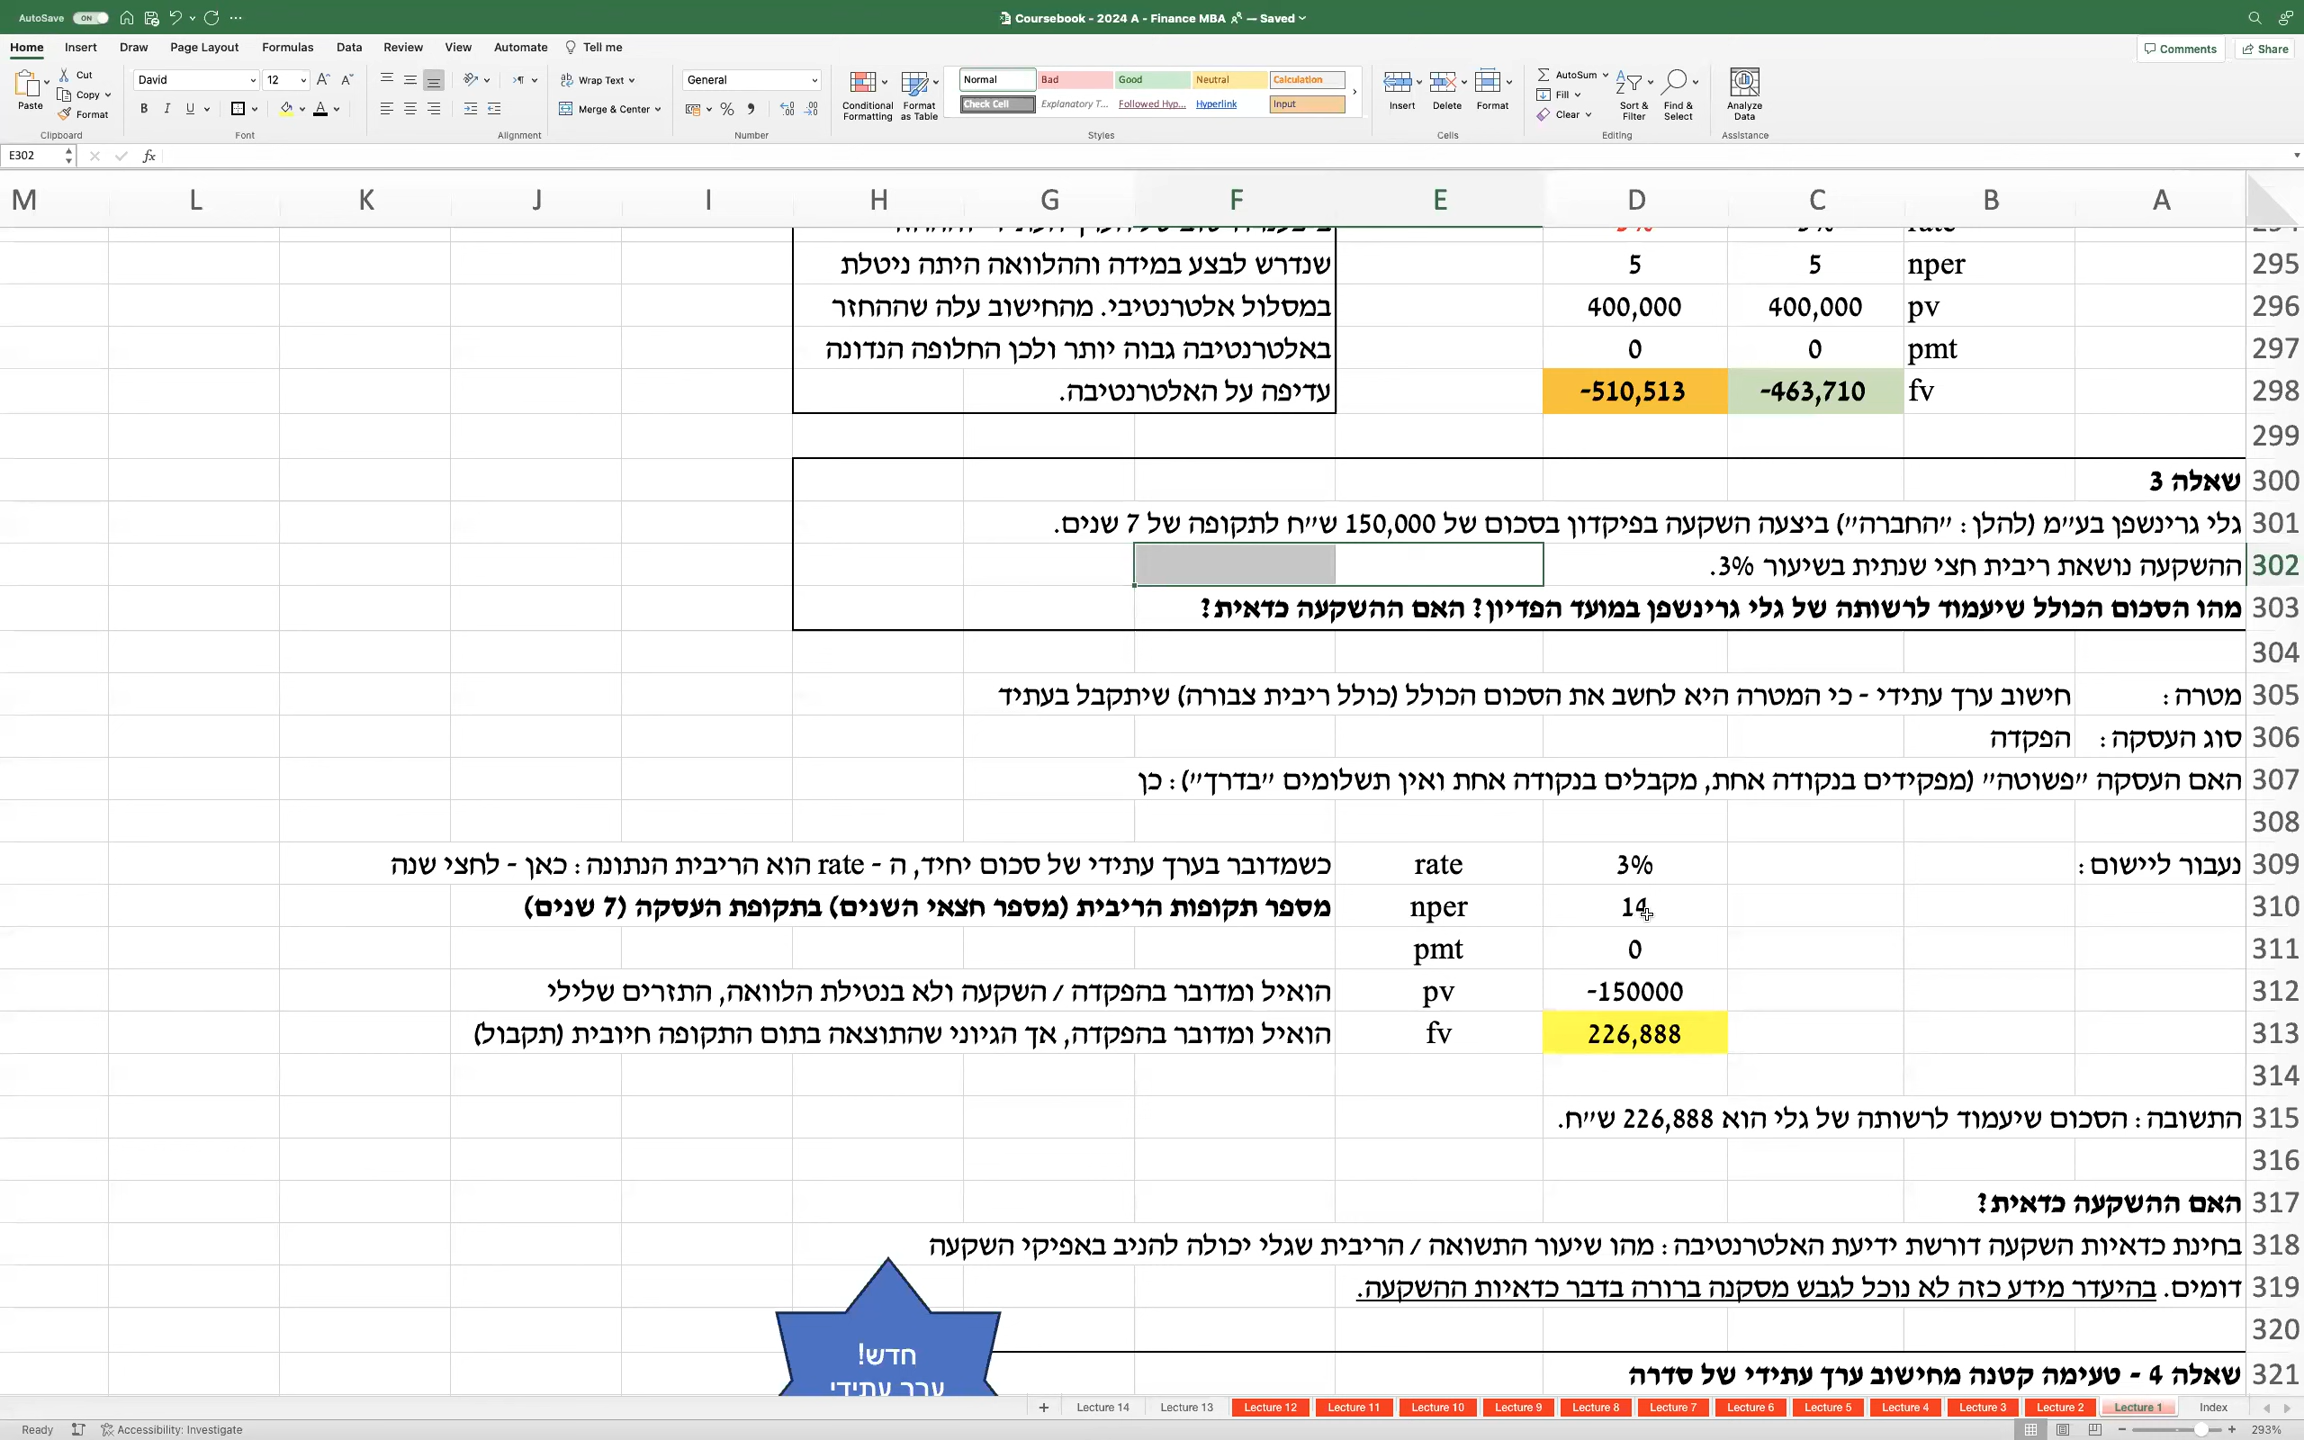 AutoSave ON
Coursebook - 2024 A - Finance MBA — Saved
Home Insert Draw Page Layout Formulas Data Review View Automate Tell me
Comments Share
Paste Cut Copy Format
Clipboard
David 12
B I U
Font
Wrap Text
Merge & Center
Alignment
General
Number
Conditional Formatting
Format as Table
Normal Bad Good Neutral Calculation
Check Cell Explanatory T... Followed Hyp... Hyperlink Input
Styles
Insert Delete Format
Cells
AutoSum
Fill
Clear
Sort & Filter
Find & Select
Editing
Analyze Data
Assistance
E302 fx
M L K J I H G F E D C B A
295 nper 5 5 שנדרש לבצע במידה וההלוואה היתה ניטלת
296 pv 400,000 400,000 במסלול אלטרנטיבי. מהחישוב עלה שההחזר
297 pmt 0 0 באלטרנטיבה גבוה יותר ולכן החלופה הנדונה
298 fv -463,710 -510,513 עדיפה על האלטרנטיבה.
299
300 שאלה 3
301 גלי גרינשפן בע״מ (להלן: ״החברה״) ביצעה השקעה בפיקדון בסכום של 150,000 ש״ח לתקופה של 7 שנים.
302 ההשקעה נושאת ריבית חצי שנתית בשיעור 3%.
303 מהו הסכום הכולל שיעמוד לרשותה של גלי גרינשפן במועד הפדיון? האם ההשקעה כדאית?
304
305 מטרה: חישוב ערך עתידי - כי המטרה היא לחשב את הסכום הכולל (כולל ריבית צבורה) שיתקבל בעתיד
306 סוג העסקה: הפקדה
307 האם העסקה ״פשוטה״ (מפקידים בנקודה אחת, מקבלים בנקודה אחת ואין תשלומים ״בדרך״): כן
308
309 נעבור ליישום: 3% rate כשמדובר בערך עתידי של סכום יחיד, ה - rate הוא הריבית הנתונה: כאן - לחצי שנה
310 14 nper מספר תקופות הריבית (מספר חצאי השנים) בתקופת העסקה (7 שנים)
311 0 pmt
312 -150000 pv הואיל ומדובר בהפקדה / השקעה ולא בנטילת הלוואה, התזרים שלילי
313 226,888 fv הואיל ומדובר בהפקדה, אך הגיוני שהתוצאה בתום התקופה חיובית (תקבול)
314
315 התשובה: הסכום שיעמוד לרשותה של גלי הוא 226,888 ש״ח.
316
317 האם ההשקעה כדאית?
318 בחינת כדאיות השקעה דורשת ידיעת האלטרנטיבה: מהו שיעור התשואה / הריבית שגלי יכולה להניב באפיקי השקעה
319 דומים. בהיעדר מידע כזה לא נוכל לגבש מסקנה ברורה בדבר כדאיות ההשקעה.
320
חדש!
ערך עתידי
321 שאלה 4 - טעימה קטנה מחישוב ערך עתידי של סדרה
Lecture 14 Lecture 13 Lecture 12 Lecture 11 Lecture 10 Lecture 9 Lecture 8 Lecture 7 Lecture 6 Lecture 5 Lecture 4 Lecture 3 Lecture 2 Lecture 1 Index
Ready Accessibility: Investigate 293%